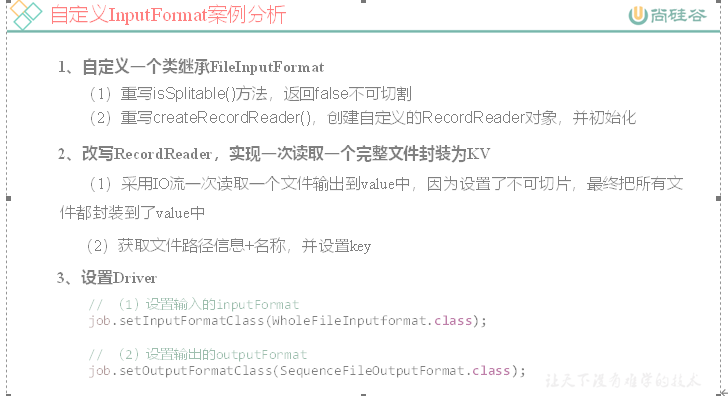 自定义InputFormat案例分析
尚硅谷
1、自定义一个类继承FileInputFormat
（1）重写isSplitable()方法，返回false不可切割
（2）重写createRecordReader()，创建自定义的RecordReader对象，并初始化
2、改写RecordReader，实现一次读取一个完整文件封装为KV
（1）采用IO流一次读取一个文件输出到value中，因为设置了不可切片，最终把所有文
件都封装到了value中
（2）获取文件路径信息+名称，并设置key
3、设置Driver
// （1）设置输入的inputFormat
job.setInputFormatClass(WholeFileInputformat.class);
// （2）设置输出的outputFormat
job.setOutputFormatClass(SequenceFileOutputFormat.class);
让天下没有难学的技术